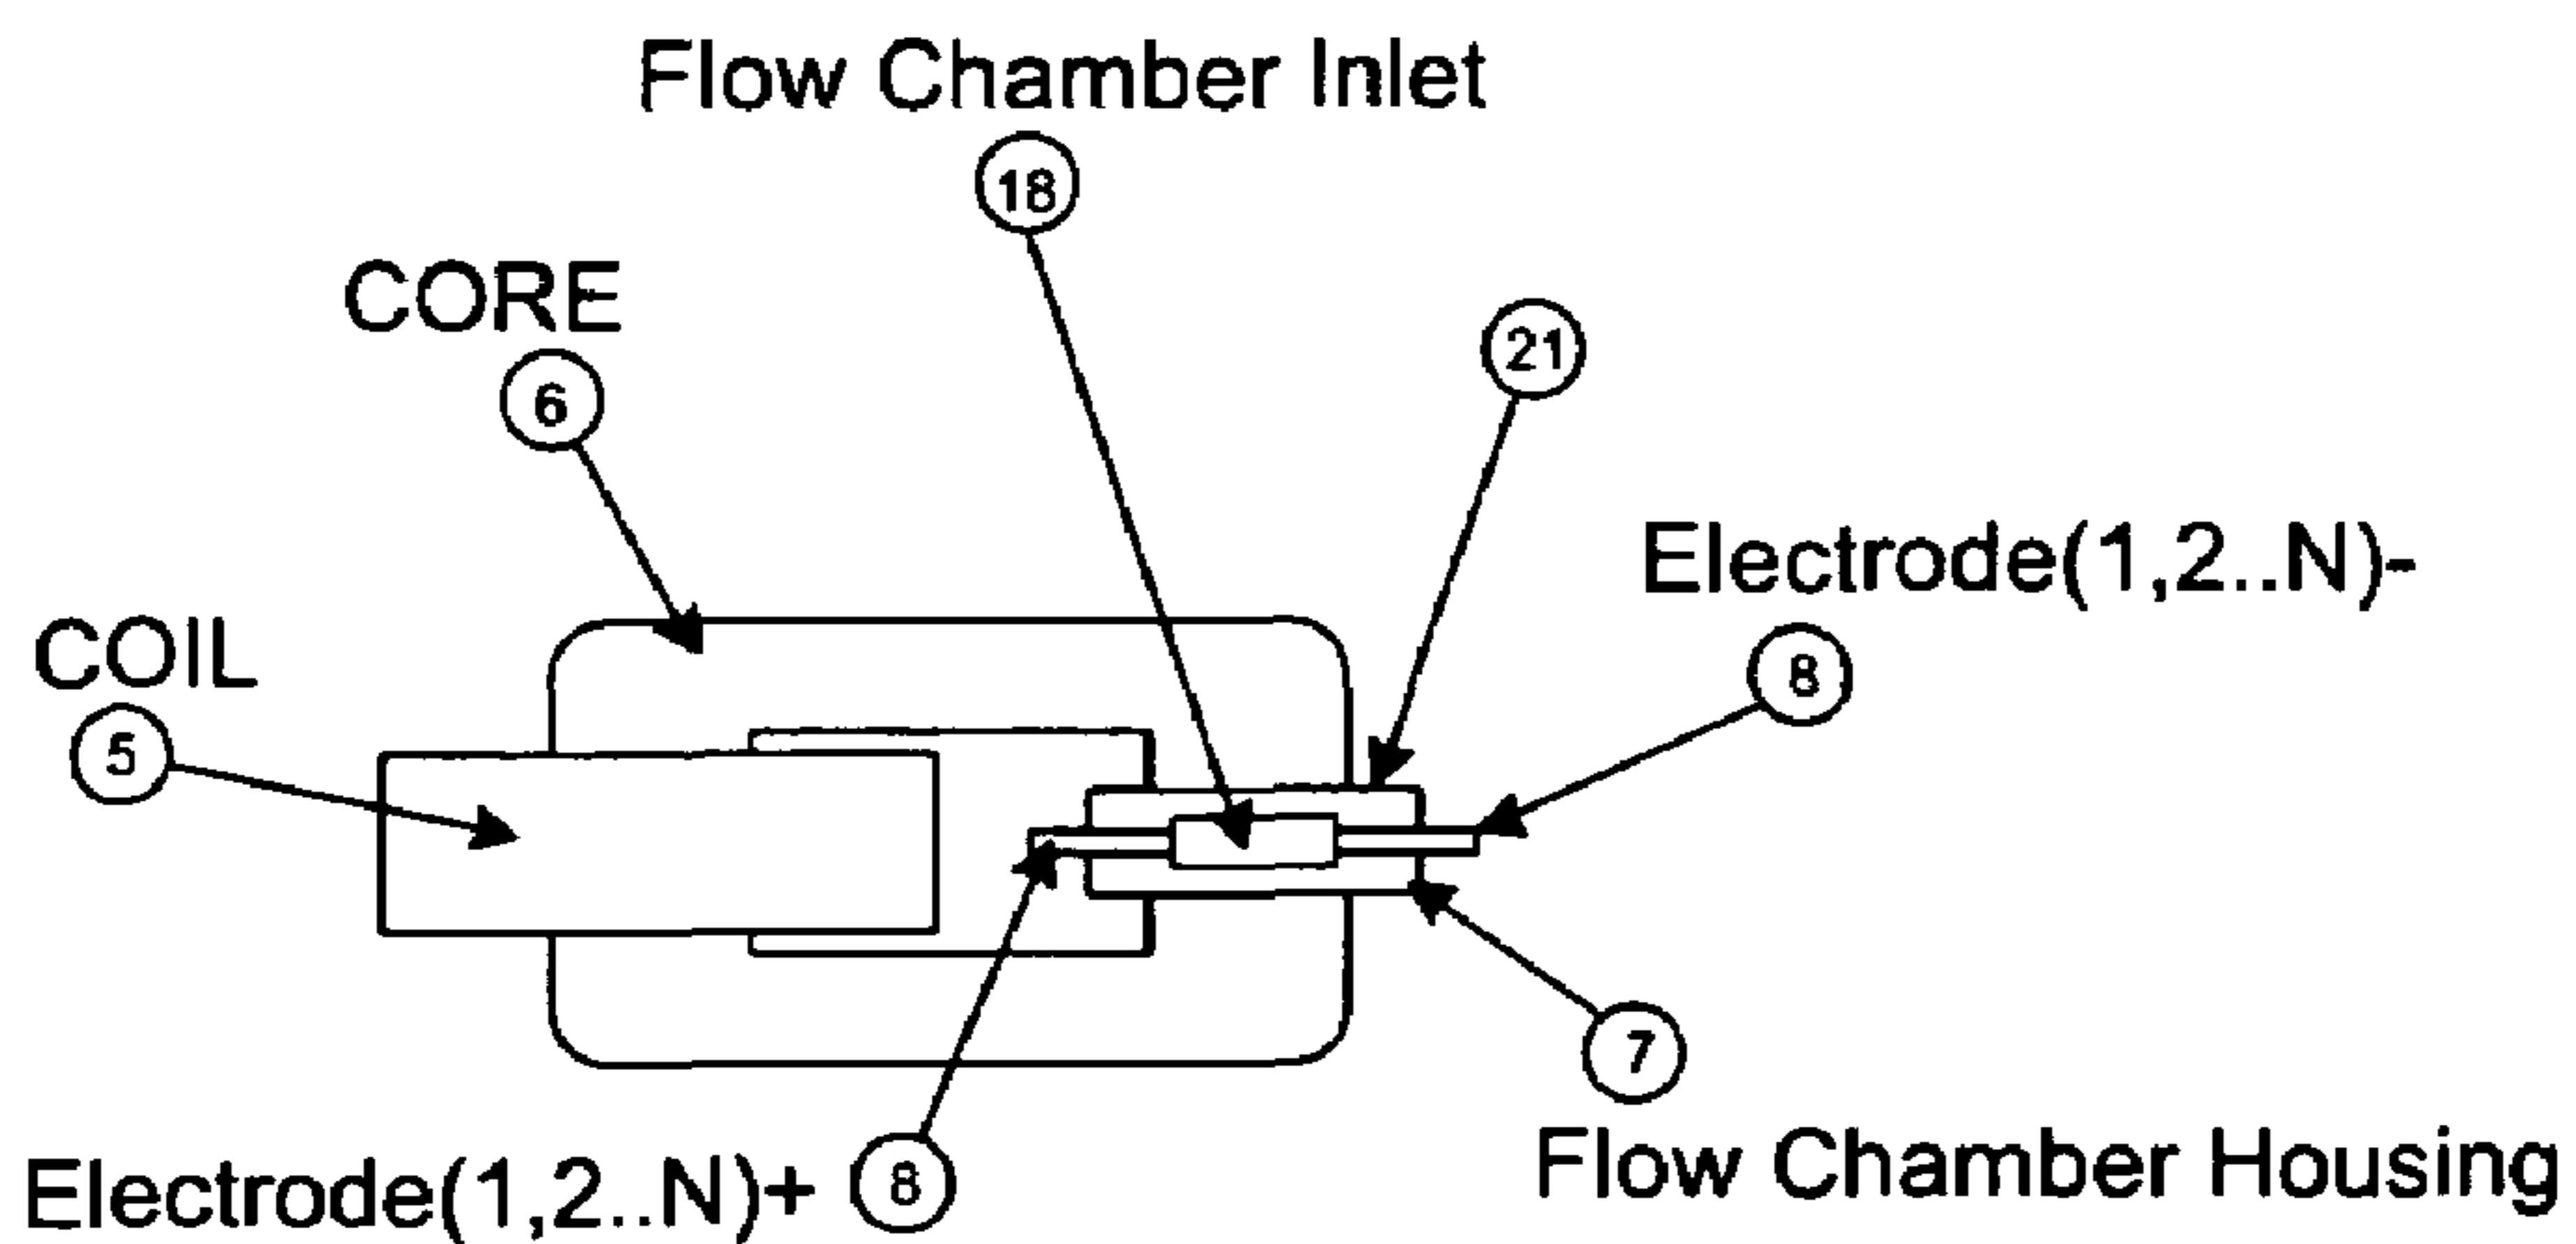 Flow Chamber Inlet
18
CORE
6
21
Electrode(1,2..N)-
8
COIL
5
7
Flow Chamber Housing
Electrode(1,2..N)+ 8